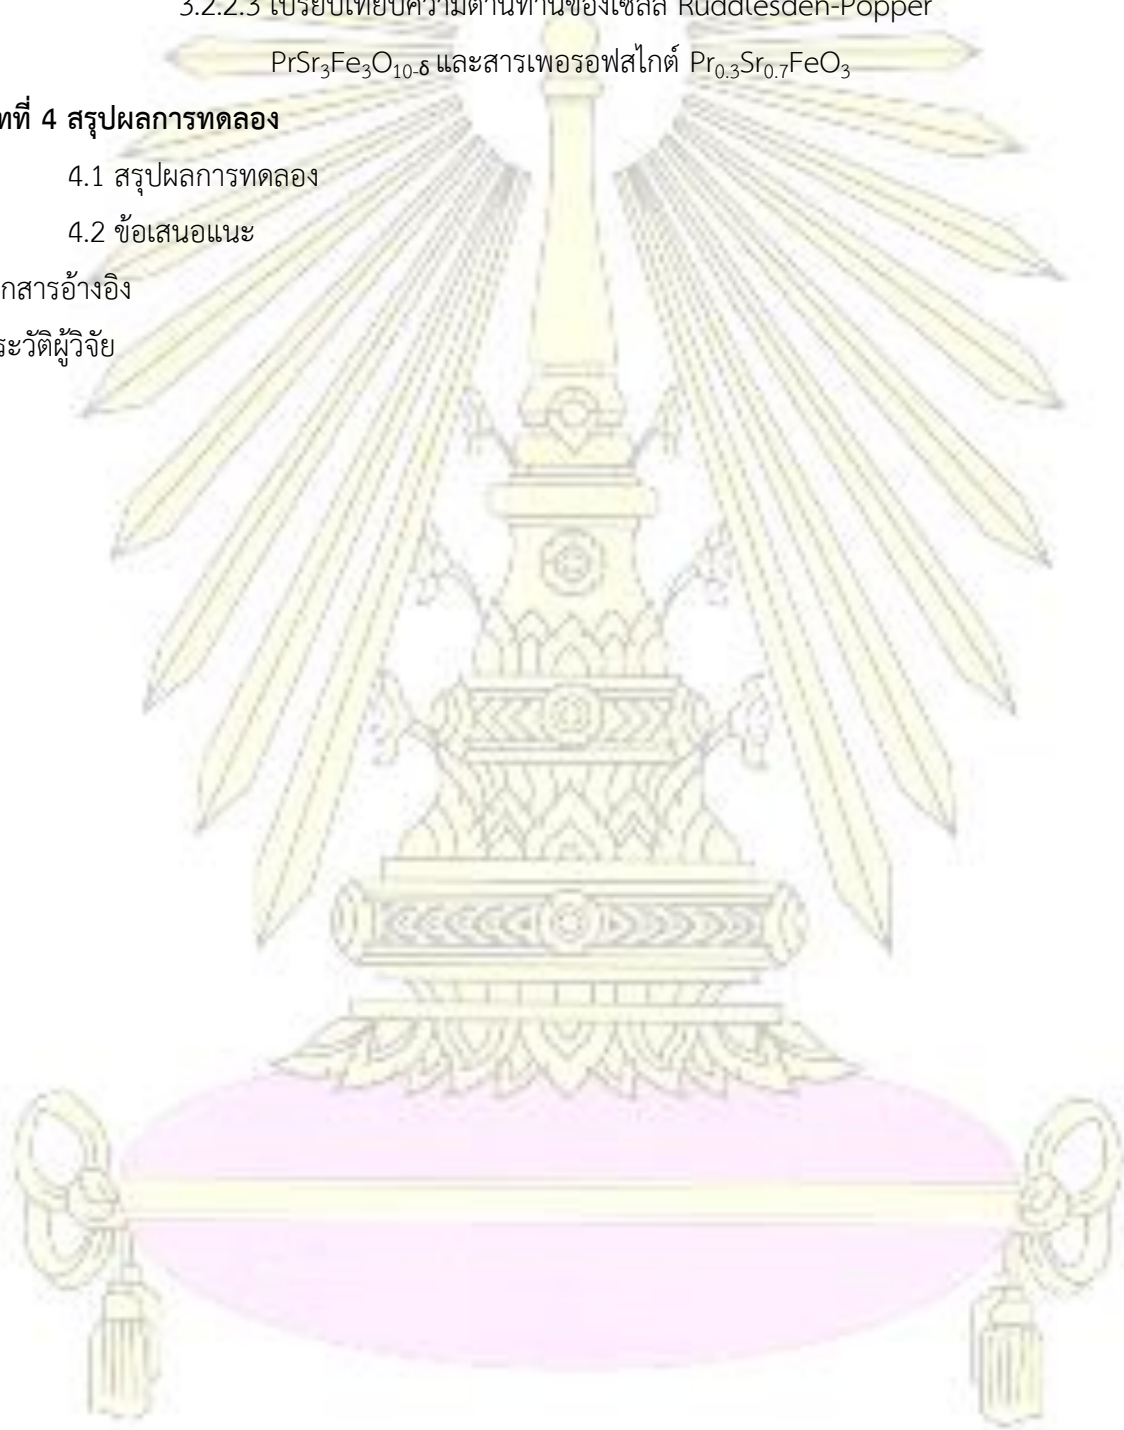 3.2.2.3 เปรียบเทียบความต้านทานของเซลล์ Ruddlesden-Popper
PrSr₃Fe₃O₁₀₋δ และสารเพอรอฟสไกต์ Pr₀.₃Sr₀.₇FeO₃
ทที่ 4 สรุปผลการทดลอง
4.1 สรุปผลการทดลอง
4.2 ข้อเสนอแนะ
กสารอ้างอิง
ระวัติผู้วิจัย